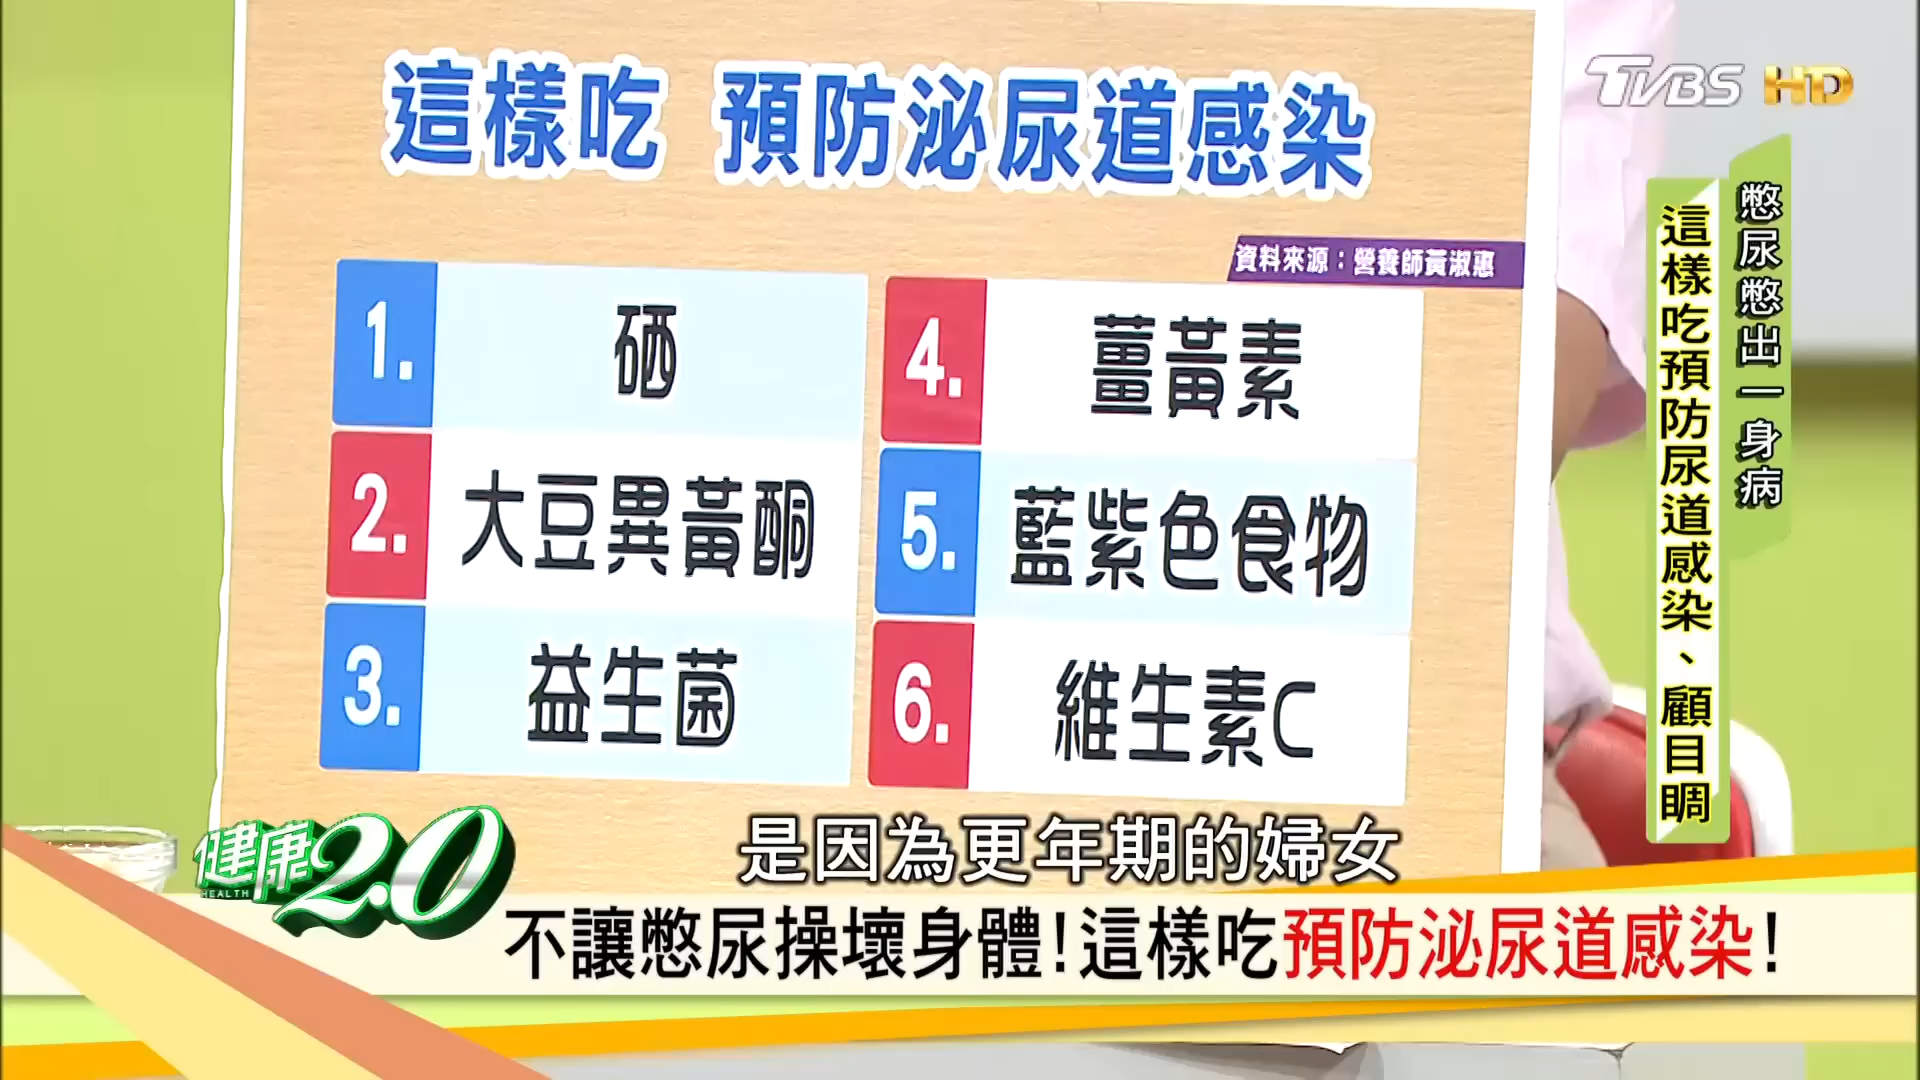 這樣吃 預防泌尿道感染
TVBS HD
資料來源：營養師黃淑惠
1. 硒
2. 大豆異黃酮
3. 益生菌
4. 薑黃素
5. 藍紫色食物
6. 維生素C
憋尿憋出一身病
這樣吃預防尿道感染、顧目睭
是因為更年期的婦女
健康2.0
HEALTH
不讓憋尿操壞身體!這樣吃預防泌尿道感染!